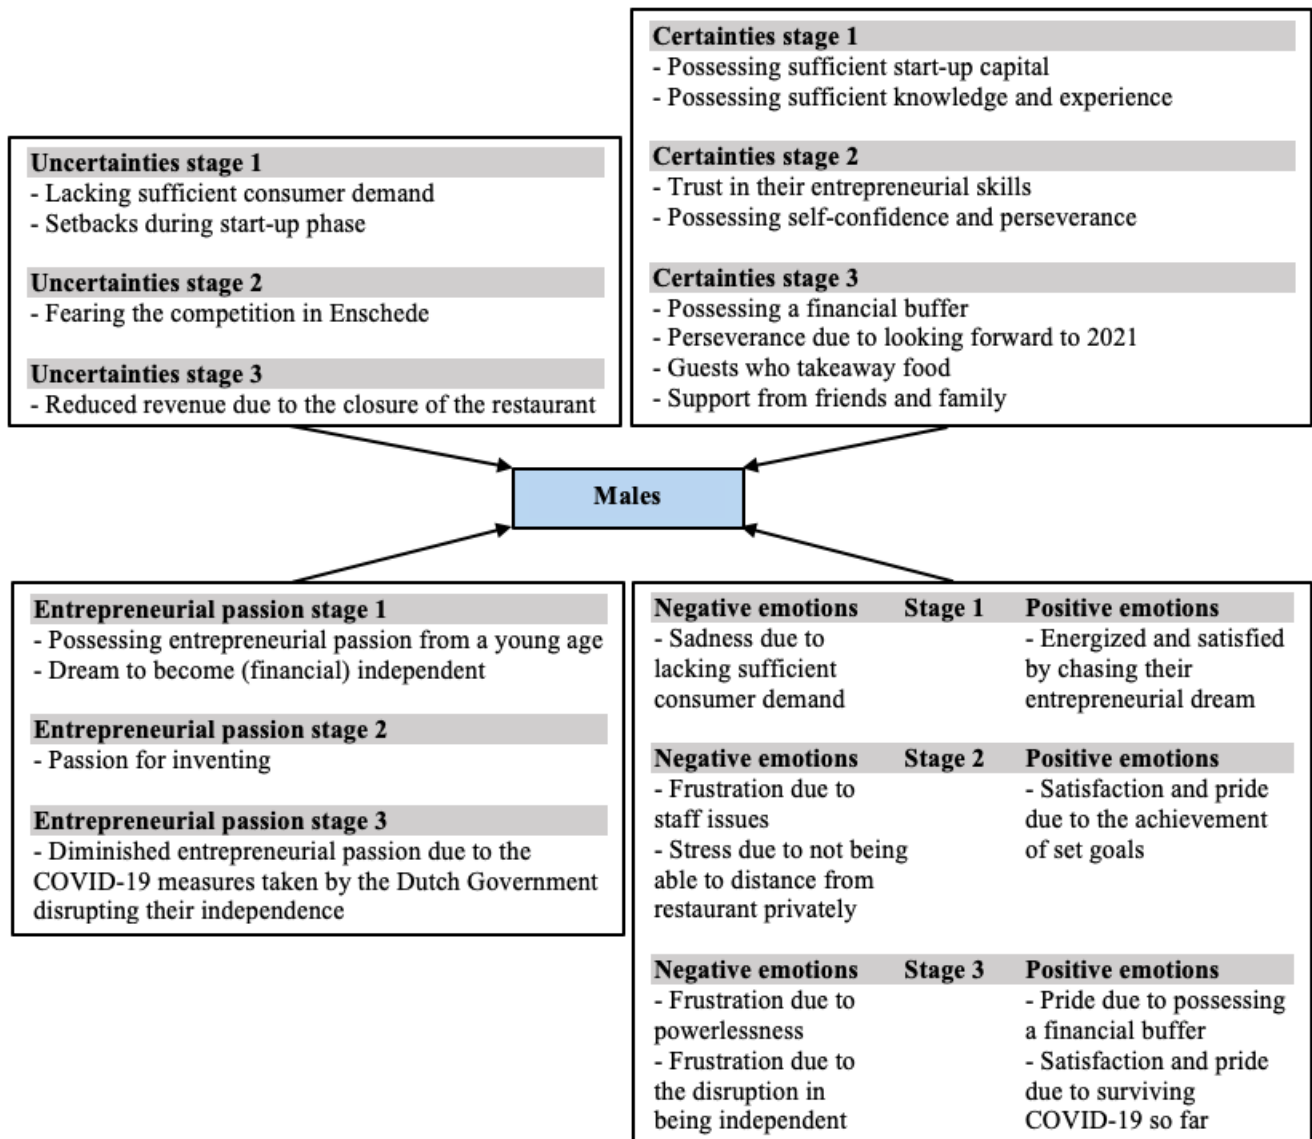 Certainties stage 1
- Possessing sufficient start-up capital
- Possessing sufficient knowledge and experience
Certainties stage 2
- Trust in their entrepreneurial skills
- Possessing self-confidence and perseverance
Certainties stage 3
- Possessing a financial buffer
- Perseverance due to looking forward to 2021
- Guests who takeaway food
- Support from friends and family
Uncertainties stage 1
- Lacking sufficient consumer demand
- Setbacks during start-up phase
Uncertainties stage 2
- Fearing the competition in Enschede
Uncertainties stage 3
- Reduced revenue due to the closure of the restaurant
Males
Entrepreneurial passion stage 1
- Possessing entrepreneurial passion from a young age
- Dream to become (financial) independent
Entrepreneurial passion stage 2
- Passion for inventing
Entrepreneurial passion stage 3
- Diminished entrepreneurial passion due to the
COVID-19 measures taken by the Dutch Government
disrupting their independence
Negative emotions Stage 1 Positive emotions
- Sadness due to
lacking sufficient
consumer demand
- Energized and satisfied
by chasing their
entrepreneurial dream
Negative emotions Stage 2 Positive emotions
- Frustration due to
staff issues
- Stress due to not being
able to distance from
restaurant privately
- Satisfaction and pride
due to the achievement
of set goals
Negative emotions Stage 3 Positive emotions
- Frustration due to
powerlessness
- Frustration due to
the disruption in
being independent
- Pride due to possessing
a financial buffer
- Satisfaction and pride
due to surviving
COVID-19 so far